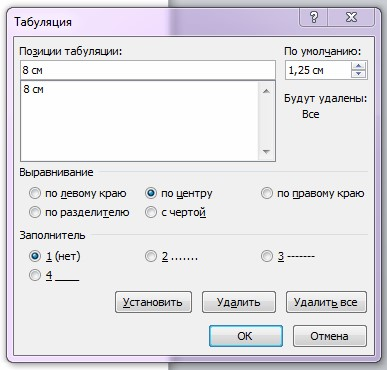 Табуляция
Позиции табуляции:
По умолчанию:
8 см
1,25 см
8 см
Будут удалены:
Все
Выравнивание
по левому краю
по центру
по правому краю
по разделителю
с чертой
Заполнитель
1 (нет)
2 .......
3 -------
4 ____
Установить
Удалить
Удалить все
OK
Отмена